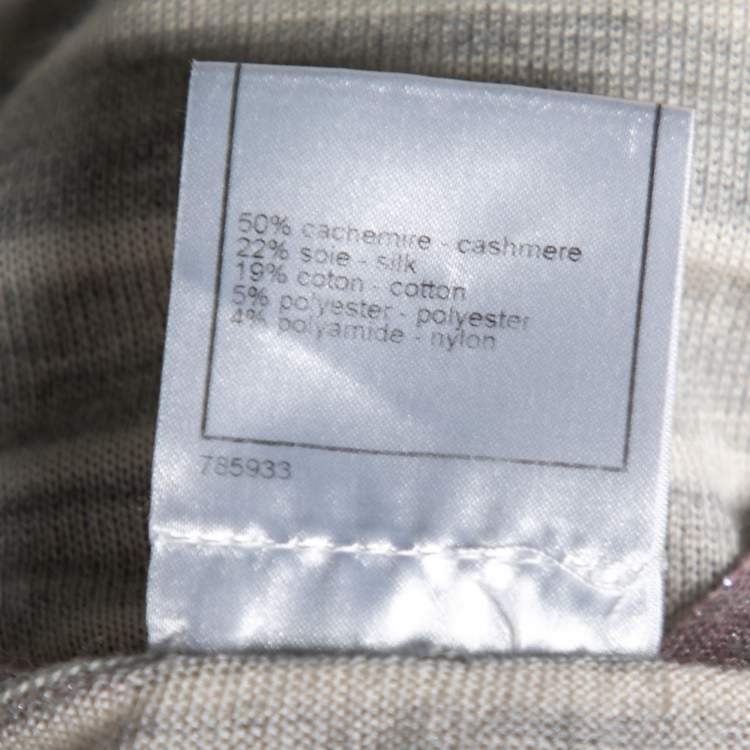 50% cachemire - cashmere
22% soie - silk
19% coton - cotton
5% polyester - polyester
4% polyamide - nylon
785933